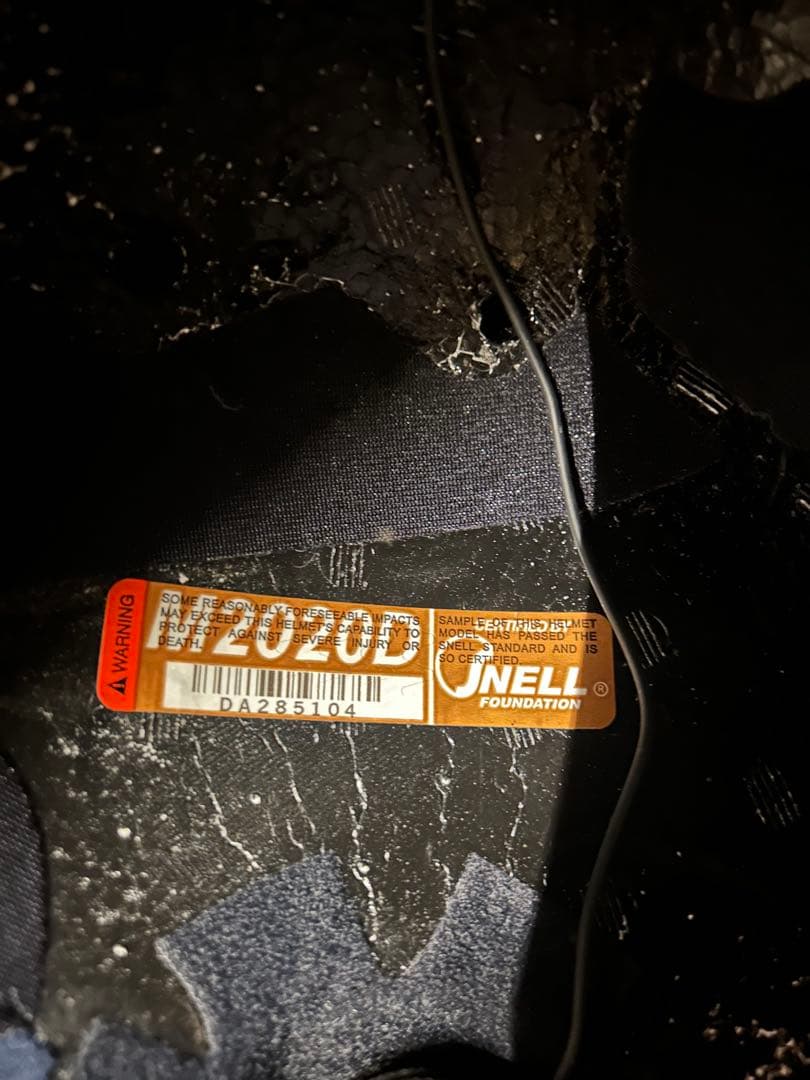 WARNING
SOME REASONABLY FORESEEABLE IMPACTS
MAY EXCEED THIS HELMET'S CAPABILITY TO
PROTECT AGAINST SEVERE INJURY OR
DEATH.
M2020D
DA285104
SAMPLE OF THIS HELMET
MODEL HAS PASSED THE
SNELL STANDARD AND IS
SO CERTIFIED.
SNELL ®
FOUNDATION